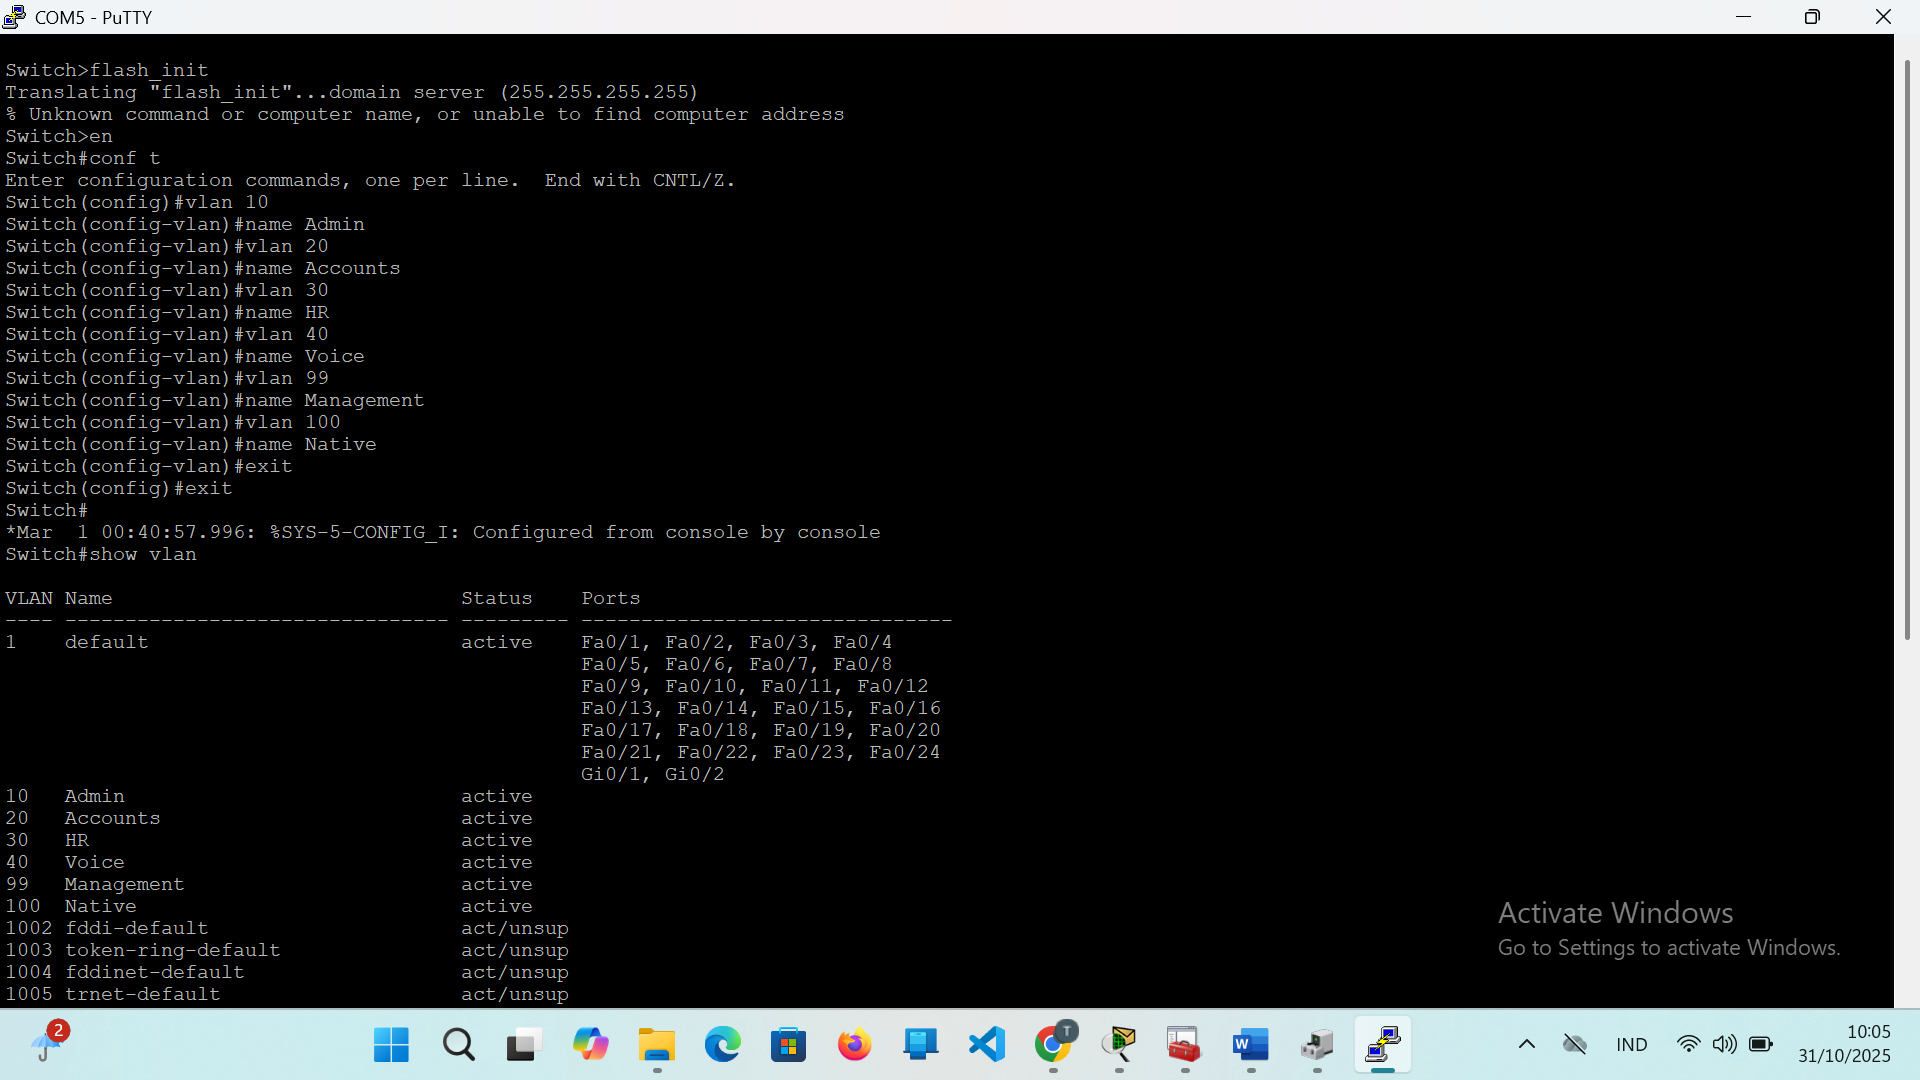 COM5 - PuTTY
Switch>flash_init
Translating "flash_init"...domain server (255.255.255.255)
% Unknown command or computer name, or unable to find computer address
Switch>en
Switch#conf t
Enter configuration commands, one per line.  End with CNTL/Z.
Switch(config)#vlan 10
Switch(config-vlan)#name Admin
Switch(config-vlan)#vlan 20
Switch(config-vlan)#name Accounts
Switch(config-vlan)#vlan 30
Switch(config-vlan)#name HR
Switch(config-vlan)#vlan 40
Switch(config-vlan)#name Voice
Switch(config-vlan)#vlan 99
Switch(config-vlan)#name Management
Switch(config-vlan)#vlan 100
Switch(config-vlan)#name Native
Switch(config-vlan)#exit
Switch(config)#exit
Switch#
*Mar  1 00:40:57.996: %SYS-5-CONFIG_I: Configured from console by console
Switch#show vlan
VLAN Name                             Status    Ports
---- -------------------------------- --------- -------------------------------
1    default                          active    Fa0/1, Fa0/2, Fa0/3, Fa0/4
                                                Fa0/5, Fa0/6, Fa0/7, Fa0/8
                                                Fa0/9, Fa0/10, Fa0/11, Fa0/12
                                                Fa0/13, Fa0/14, Fa0/15, Fa0/16
                                                Fa0/17, Fa0/18, Fa0/19, Fa0/20
                                                Fa0/21, Fa0/22, Fa0/23, Fa0/24
                                                Gi0/1, Gi0/2
10   Admin                            active
20   Accounts                         active
30   HR                               active
40   Voice                            active
99   Management                       active
100  Native                           active
1002 fddi-default                     act/unsup
1003 token-ring-default               act/unsup
1004 fddinet-default                  act/unsup
1005 trnet-default                    act/unsup
Activate Windows
Go to Settings to activate Windows.
2
T
W
IND
10:05
31/10/2025